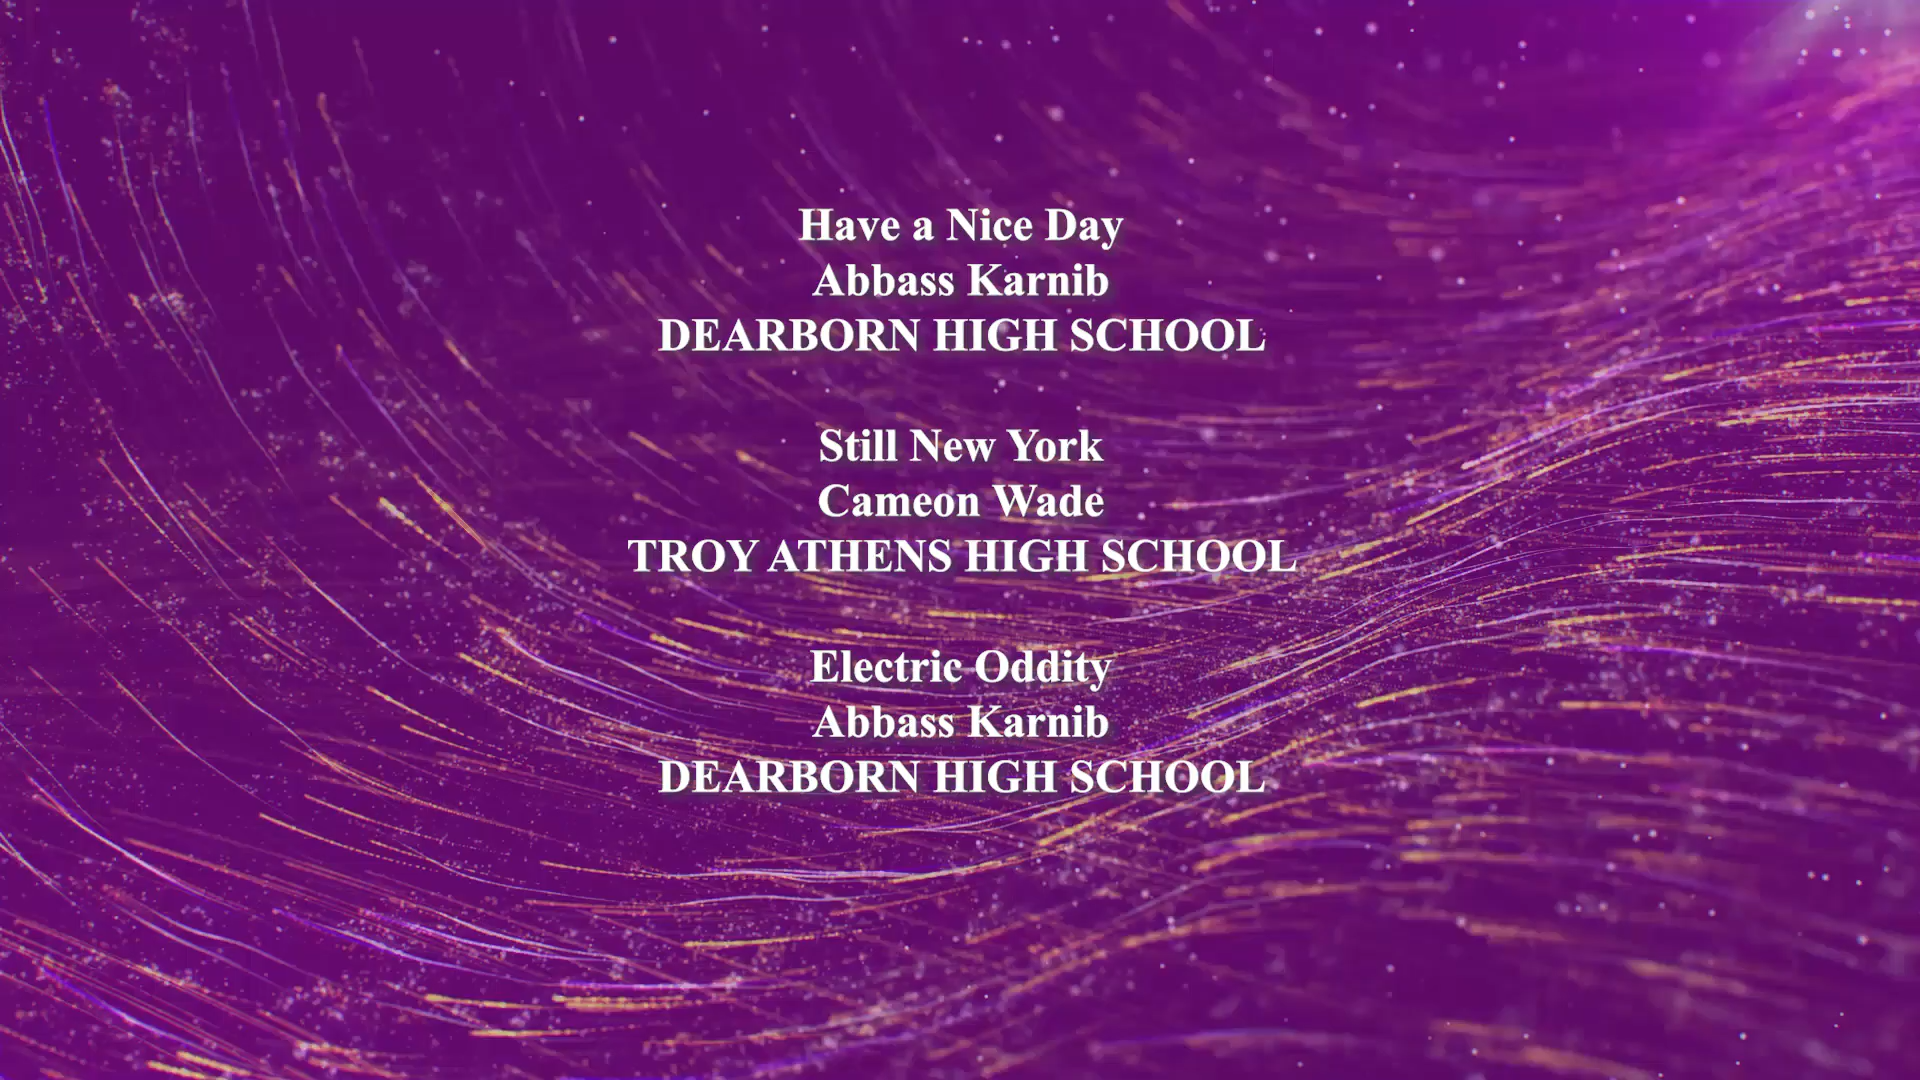 Have a Nice Day
Abbass Karnib
DEARBORN HIGH SCHOOL
Still New York
Cameon Wade
TROY ATHENS HIGH SCHOOL
Electric Oddity
Abbass Karnib
DEARBORN HIGH SCHOOL